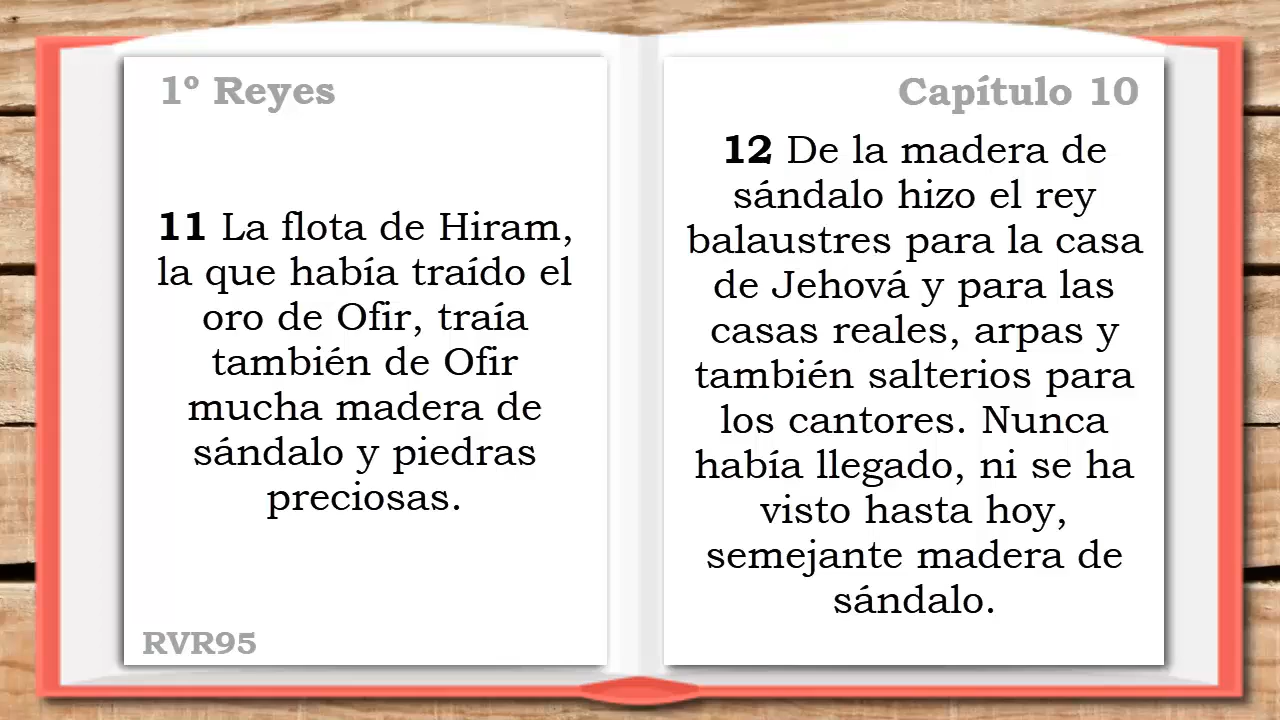 1º Reyes
11 La flota de Hiram,
la que había traído el
oro de Ofir, traía
también de Ofir
mucha madera de
sándalo y piedras
preciosas.
RVR95
Capítulo 10
12 De la madera de
sándalo hizo el rey
balaustres para la casa
de Jehová y para las
casas reales, arpas y
también salterios para
los cantores. Nunca
había llegado, ni se ha
visto hasta hoy,
semejante madera de
sándalo.